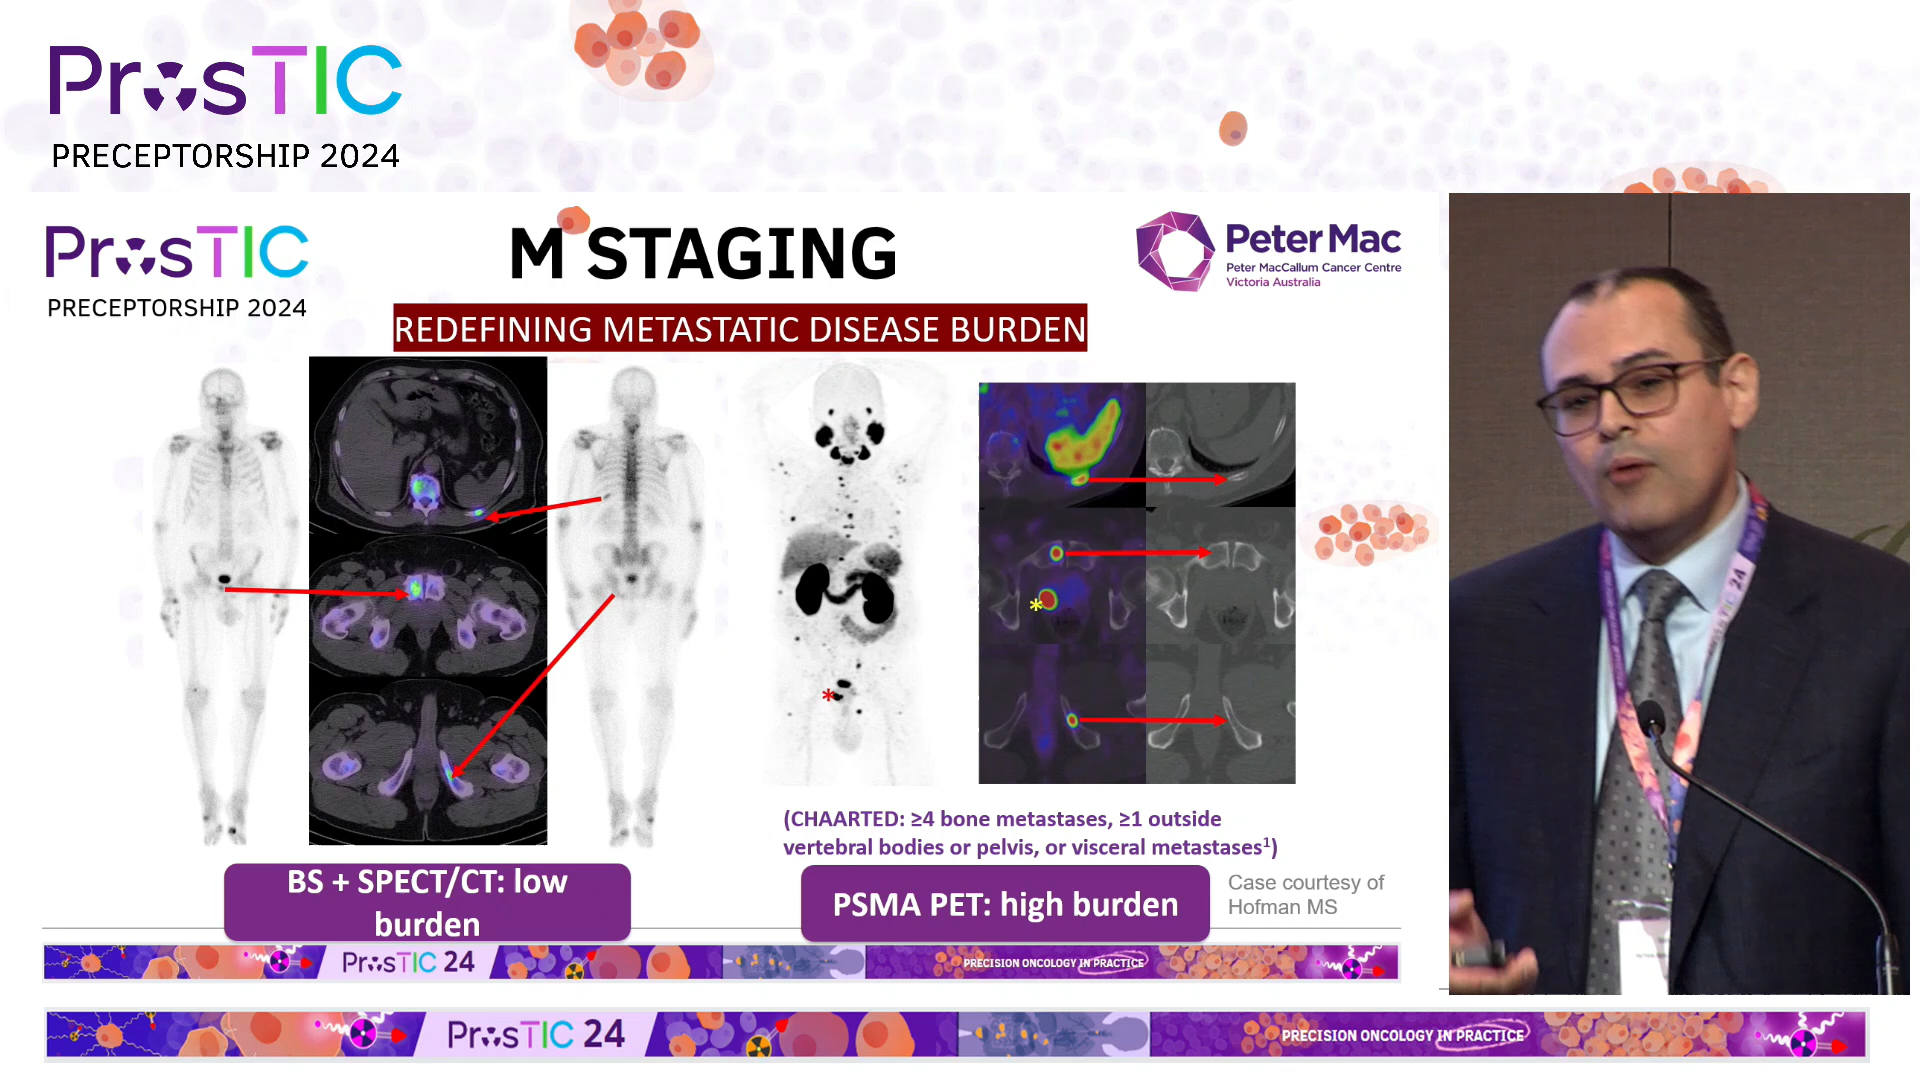 ProsTIC
PRECEPTORSHIP 2024
ProsTIC
PRECEPTORSHIP 2024
M STAGING
Peter Mac
Peter MacCallum Cancer Centre
Victoria Australia
REDEFINING METASTATIC DISEASE BURDEN
*
*
(CHAARTED: ≥4 bone metastases, ≥1 outside
vertebral bodies or pelvis, or visceral metastases¹)
BS + SPECT/CT: low
burden
PSMA PET: high burden
Case courtesy of
Hofman MS
ProsTIC 24
PRECISION ONCOLOGY IN PRACTICE
ProsTIC 24
PRECISION ONCOLOGY IN PRACTICE
24